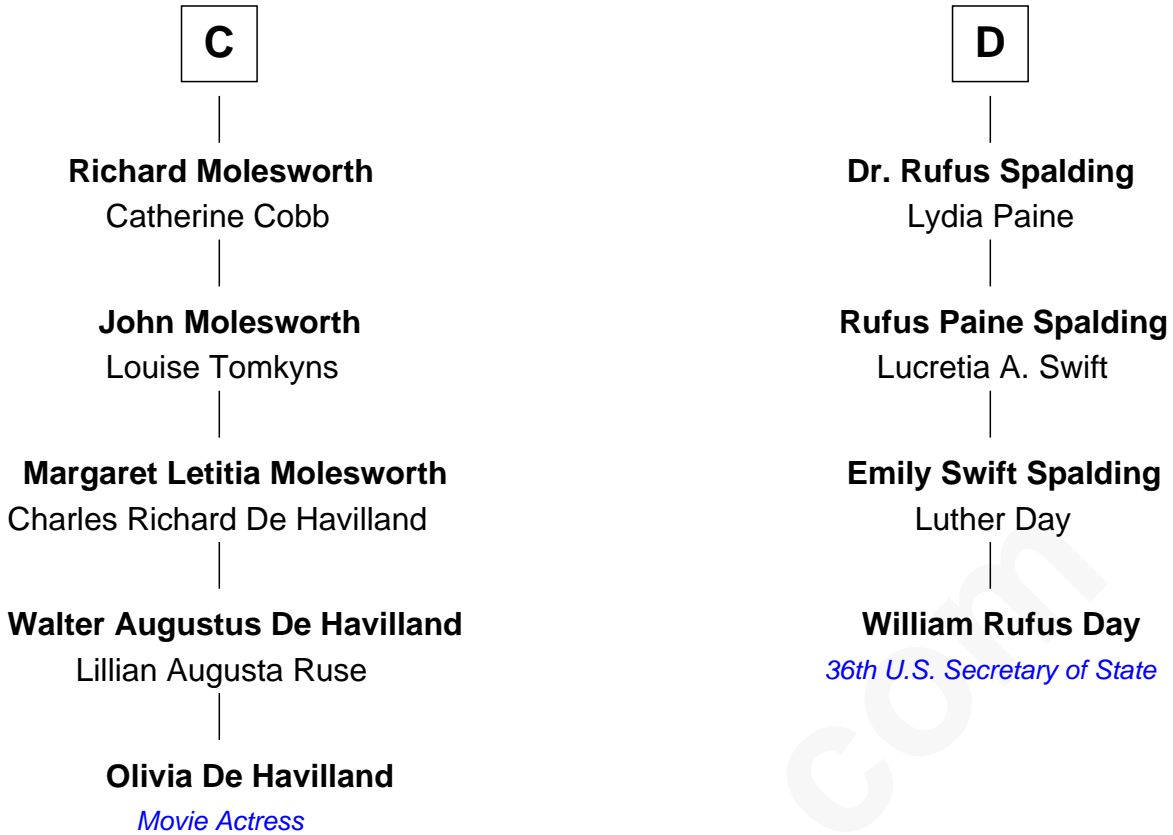 C
Richard Molesworth
Catherine Cobb
John Molesworth
Louise Tomkyns
Margaret Letitia Molesworth
Charles Richard De Havilland
Walter Augustus De Havilland
Lillian Augusta Ruse
Olivia De Havilland
Movie Actress
D
Dr. Rufus Spalding
Lydia Paine
Rufus Paine Spalding
Lucretia A. Swift
Emily Swift Spalding
Luther Day
William Rufus Day
36th U.S. Secretary of State
com